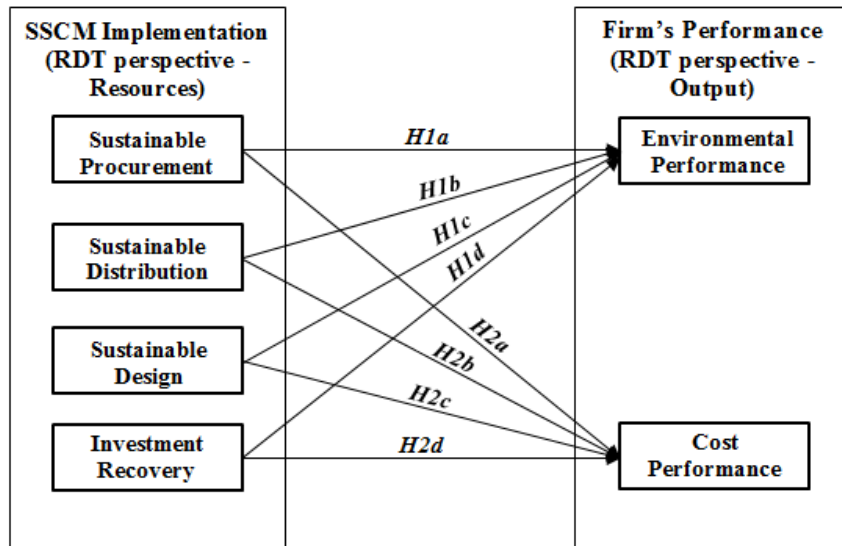 SSCM Implementation
(RDT perspective -
Resources)
Sustainable
Procurement
Sustainable
Distribution
Sustainable
Design
Investment
Recovery
H1a
H1b
H1c
H1d
H2a
H2b
H2c
H2d
Firm's Performance
(RDT perspective -
Output)
Environmental
Performance
Cost
Performance